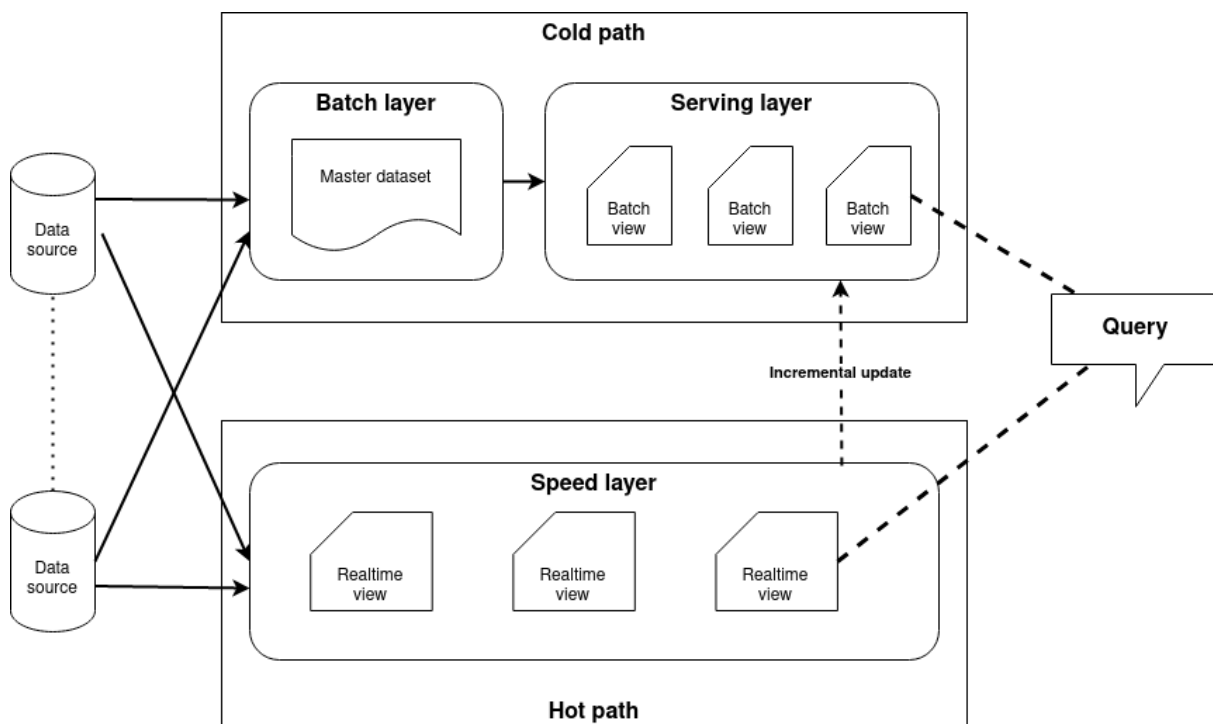 Cold path
Batch layer
Serving layer
Master dataset
Batch
view
Batch
view
Batch
view
Data
source
Query
Incremental update
Speed layer
Data
source
Realtime
view
Realtime
view
Realtime
view
Hot path